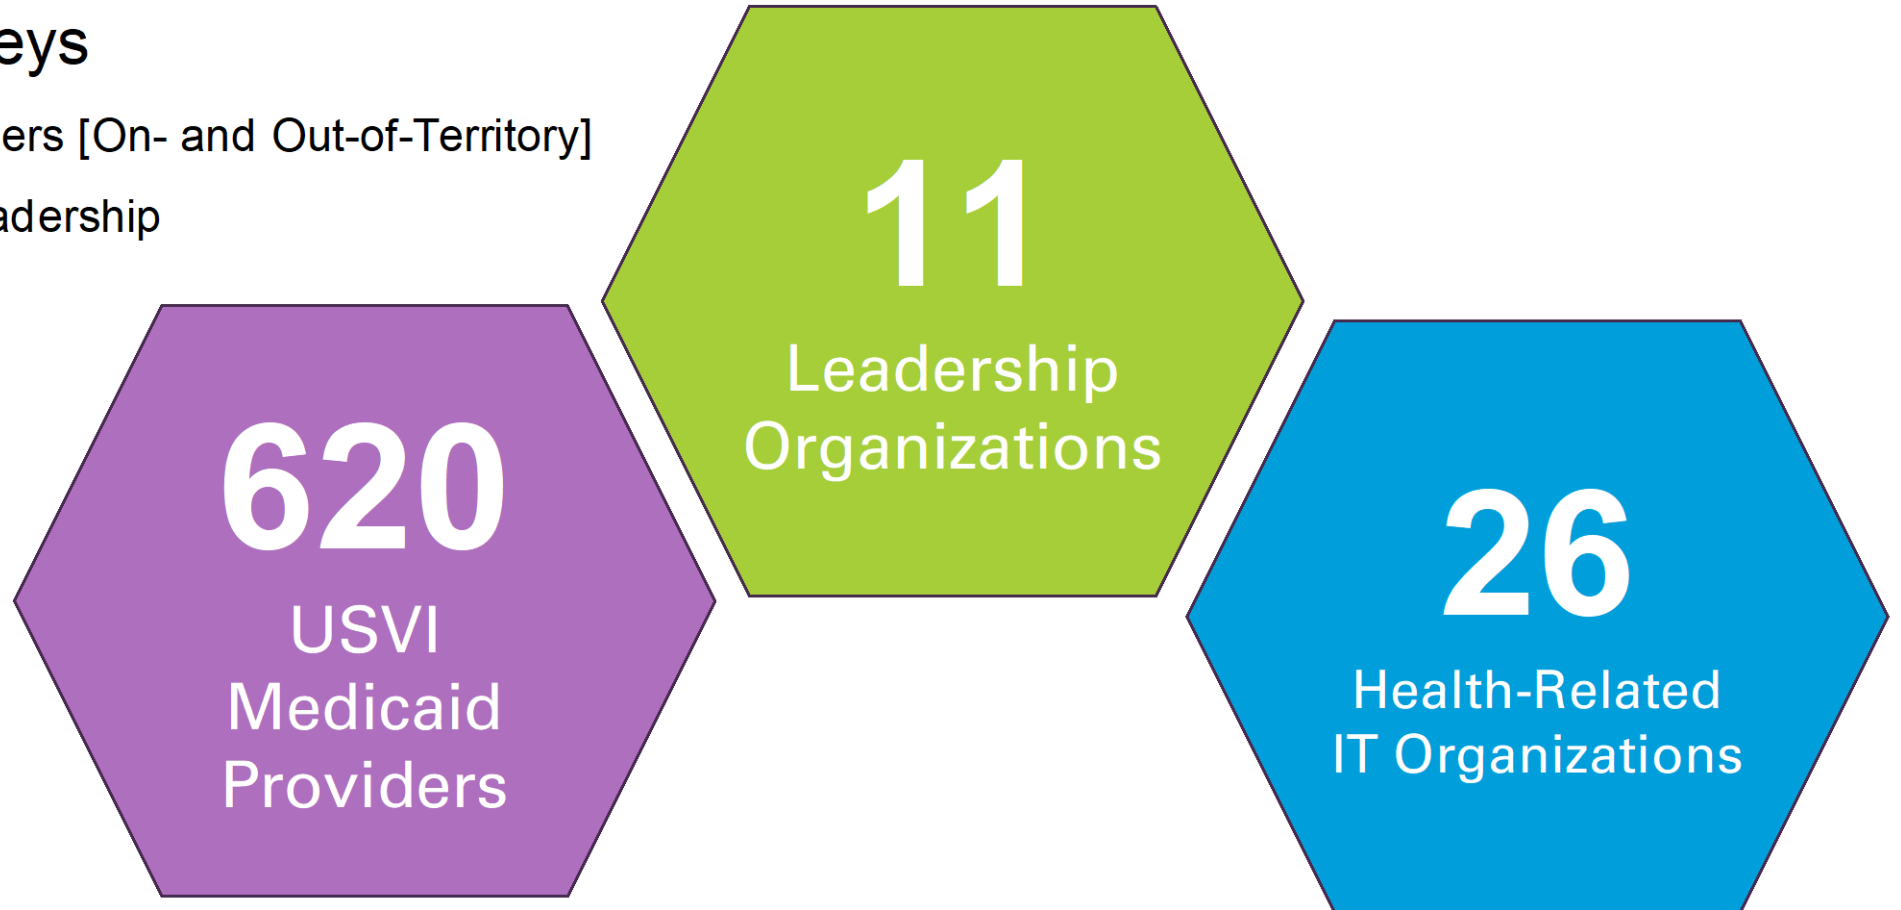 eys
ers [On- and Out-of-Territory]
adership
11
Leadership
Organizations
620
USVI
Medicaid
Providers
26
Health-Related
IT Organizations